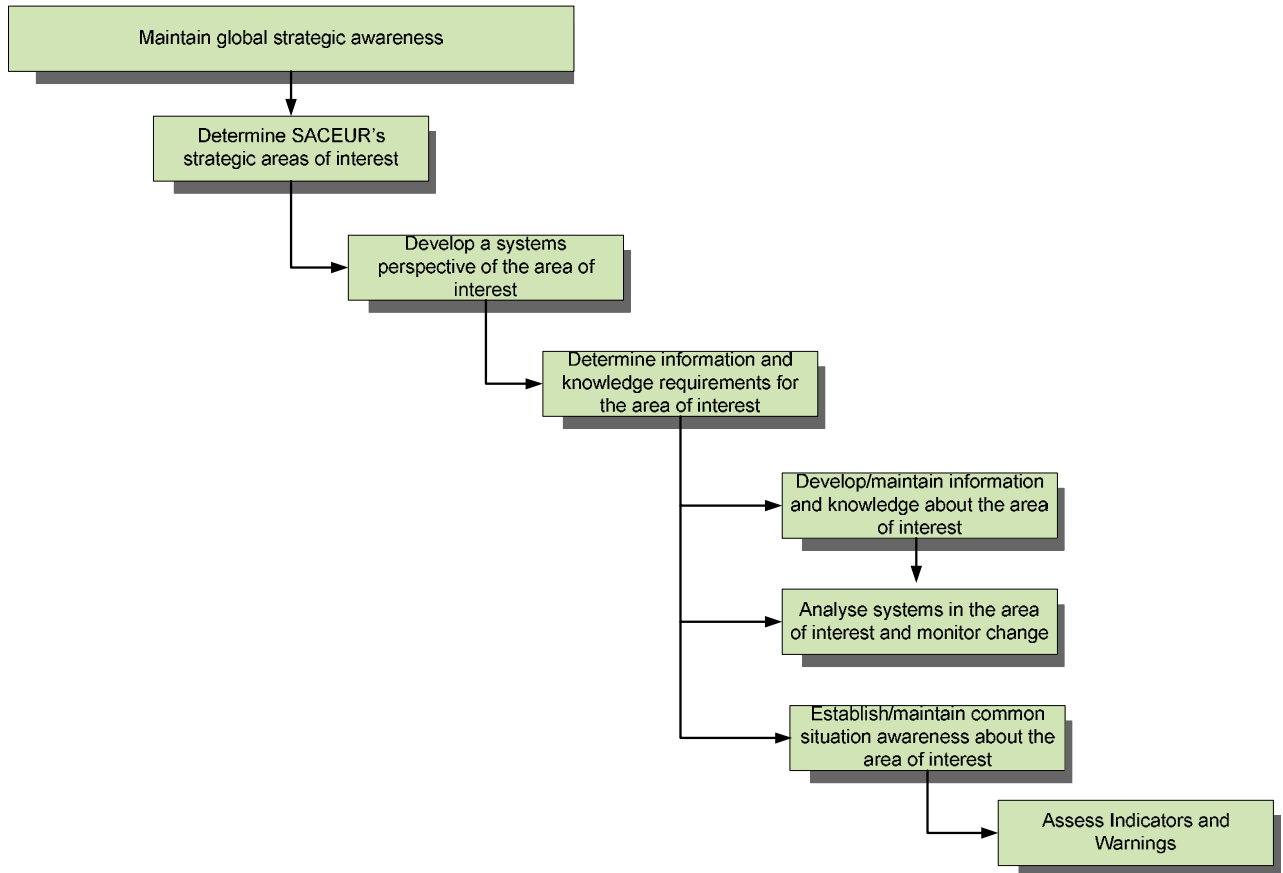 Maintain global strategic awareness
Determine SACEUR's
strategic areas of interest
Develop a systems
perspective of the area of
interest
Determine information and
knowledge requirements for
the area of interest
Develop/maintain information
and knowledge about the area
of interest
Analyse systems in the area
of interest and monitor change
Establish/maintain common
situation awareness about the
area of interest
Assess Indicators and
Warnings